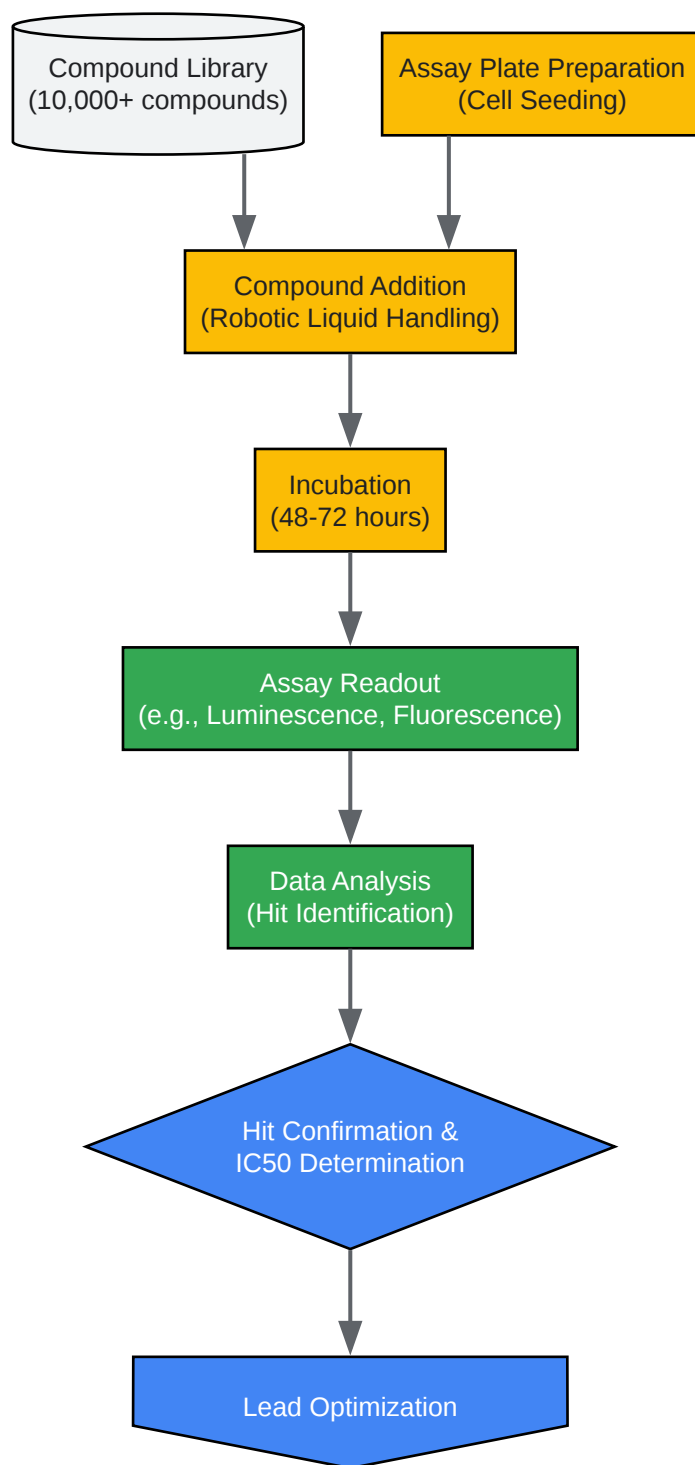 Compound Library
(10,000+ compounds)
Assay Plate Preparation
(Cell Seeding)
Compound Addition
(Robotic Liquid Handling)
Incubation
(48-72 hours)
Assay Readout
(e.g., Luminescence, Fluorescence)
Data Analysis
(Hit Identification)
Hit Confirmation &
IC50 Determination
Lead Optimization